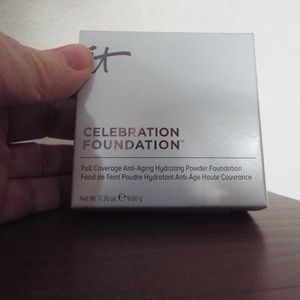 it
CELEBRATION
FOUNDATION™
Full Coverage Anti-Aging Hydrating Powder Foundation
Fond de Teint Poudre Hydratant Anti-Âge Haute Couvrance
Net Wt. 0.30 oz. ℮ 9.00 g